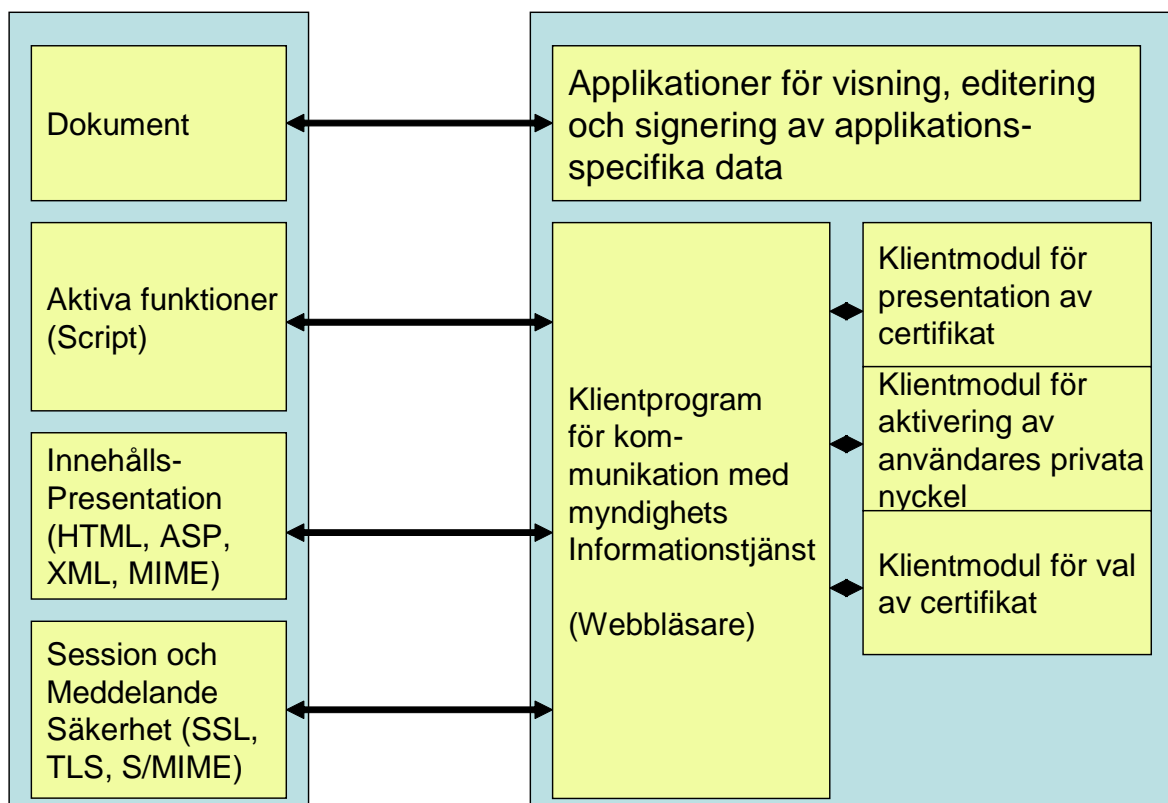 Dokument
Applikationer för visning, editering
och signering av applikations-
specifika data
Aktiva funktioner
(Script)
Innehålls-
Presentation
(HTML, ASP,
XML, MIME)
Session och
Meddelande
Säkerhet (SSL,
TLS, S/MIME)
Klientprogram
för kom-
munikation med
myndighets
Informationstjänst
(Webbläsare)
Klientmodul för
presentation av
certifikat
Klientmodul för
aktivering av
användares privata
nyckel
Klientmodul för val
av certifikat